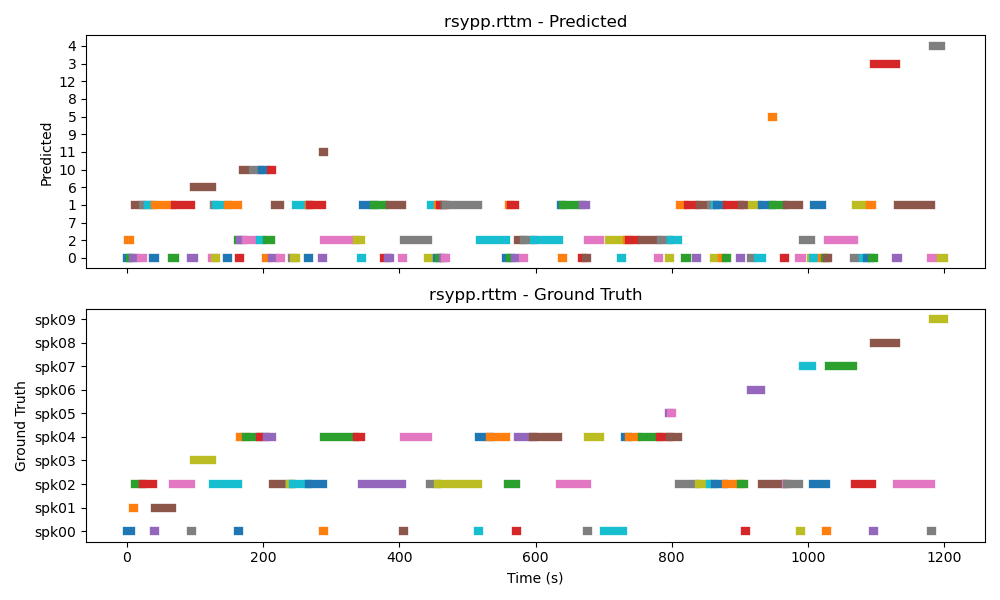 rsypp.rttm - Predicted
4
3
12
8
5
9
11
10
6
1
7
2
0
Predicted
rsypp.rttm - Ground Truth
spk09
spk08
spk07
spk06
spk05
spk04
spk03
spk02
spk01
spk00
Ground Truth
0 200 400 600 800 1000 1200
Time (s)